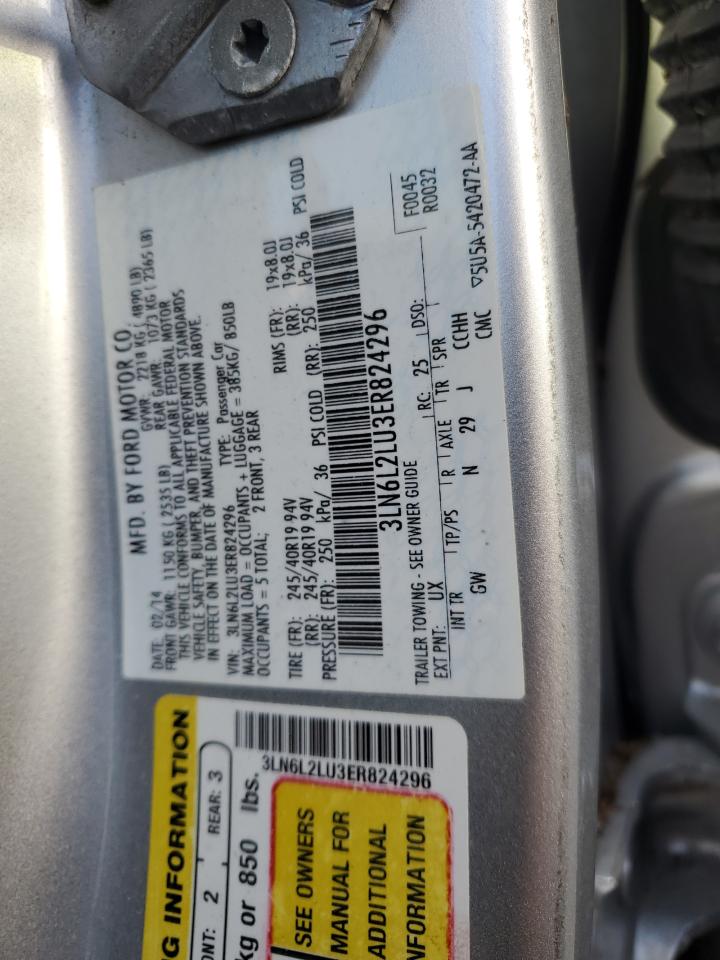 MFD. BY FORD MOTOR CO.
DATE: 02/14 GVWR: 2218 KG ( 4890 LB)
FRONT GAWR: 1150 KG ( 2535 LB) REAR GAWR: 1073 KG ( 2365 LB)
THIS VEHICLE CONFORMS TO ALL APPLICABLE FEDERAL MOTOR
VEHICLE SAFETY, BUMPER, AND THEFT PREVENTION STANDARDS
IN EFFECT ON THE DATE OF MANUFACTURE SHOWN ABOVE.
VIN: 3LN6L2LU3ER824296 TYPE: Passenger Car
MAXIMUM LOAD = OCCUPANTS + LUGGAGE = 385KG/ 850LB
OCCUPANTS = 5 TOTAL; 2 FRONT, 3 REAR
TIRE (FR): 245/40R19 94V RIMS (FR): 19x8.0J
(RR): 245/40R19 94V (RR): 19x8.0J
PRESSURE (FR): 250 kPa/ 36 PSI COLD (RR): 250 kPa/ 36 PSI COLD
3LN6L2LU3ER824296
F0045
R0032
TRAILER TOWING - SEE OWNER GUIDE
EXT PNT: UX RC: 25 DSO:
INT TR TP/PS R AXLE TR SPR
GW N 29 J CCHH
CMC ▽5U5A-5420472-AA
G INFORMATION
ONT: 2 REAR: 3
kg or 850 lbs.
3LN6L2LU3ER824296
SEE OWNERS
MANUAL FOR
ADDITIONAL
NFORMATION